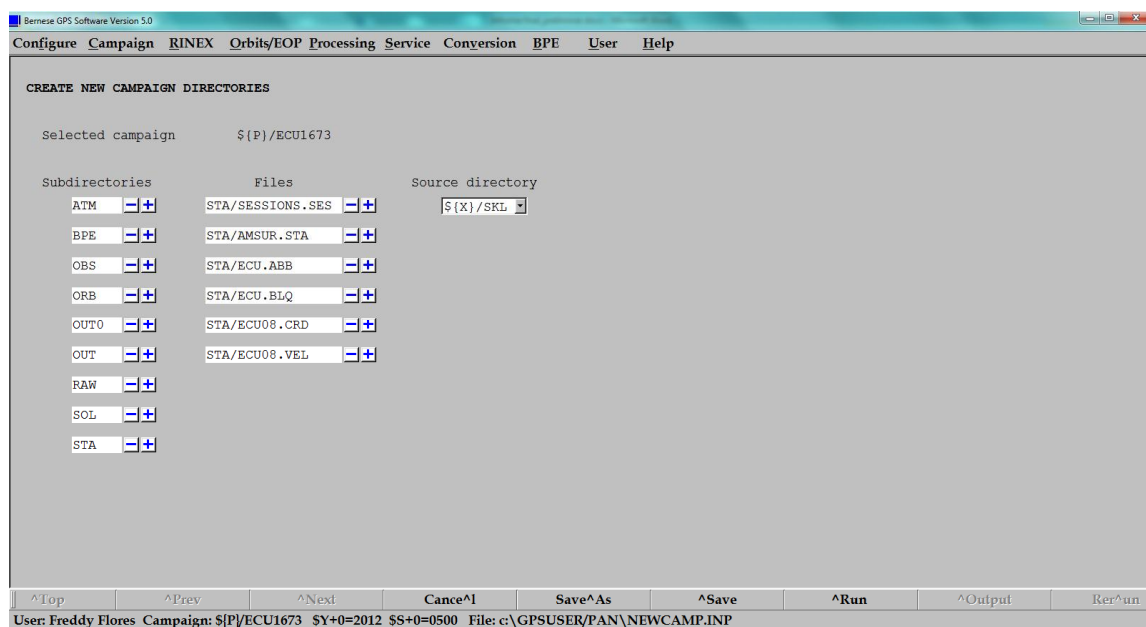 Bernese GPS Software Version 5.0
Configure Campaign RINEX Orbits/EOP Processing Service Conversion BPE User Help
CREATE NEW CAMPAIGN DIRECTORIES
Selected campaign ${P}/ECU1673
Subdirectories Files Source directory
ATM STA/SESSIONS.SES ${X}/SKL
BPE STA/AMSUR.STA
OBS STA/ECU.ABB
ORB STA/ECU.BLQ
OUT0 STA/ECU08.CRD
OUT STA/ECU08.VEL
RAW
SOL
STA
^Top ^Prev ^Next Cance^l Save^As ^Save ^Run ^Output Rer^un
User: Freddy Flores Campaign: ${P}/ECU1673 $Y+0=2012 $S+0=0500 File: c:\GPSUSER/PAN\NEWCAMP.INP